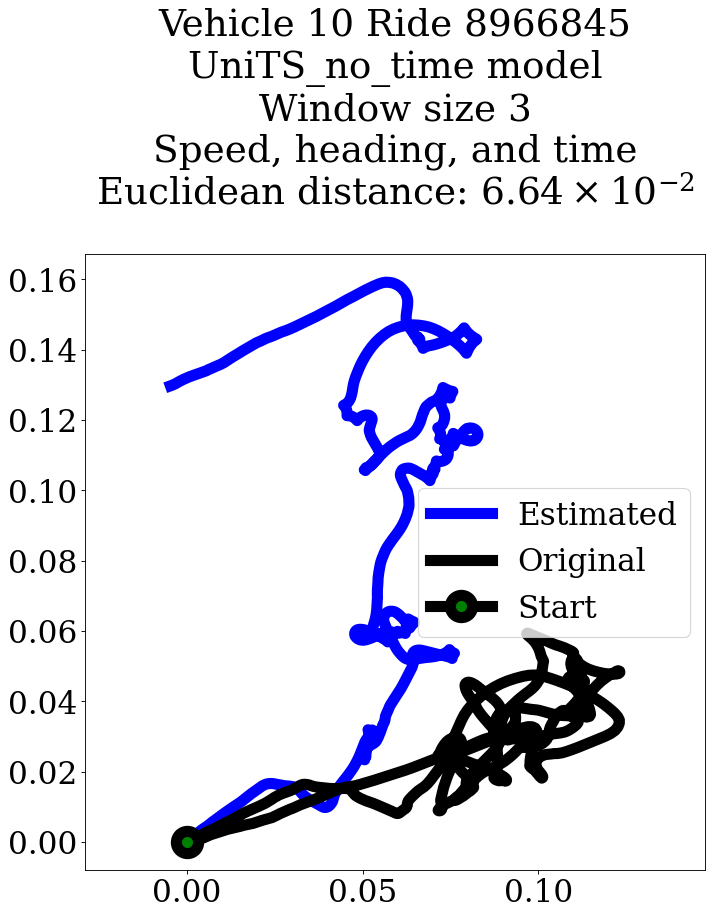 Vehicle 10 Ride 8966845
UniTS_no_time model
Window size 3
Speed, heading, and time
Euclidean distance: 6.64 × 10⁻²
0.16
0.14
0.12
0.10
0.08
0.06
0.04
0.02
0.00
Estimated
Original
Start
0.00 0.05 0.10